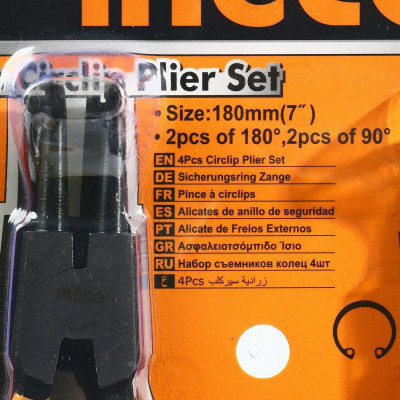 INGCO
Circlip Plier Set
• Size:180mm(7˝)
• 2pcs of 180°,2pcs of 90°
EN 4Pcs Circlip Plier Set
DE Sicherungsring Zange
FR Pince à circlips
ES Alicates de anillo de seguridad
PT Alicate de Freios Externos
GR Ασφαλειοτσόμπιδο Ίσιο
RU Набор съемников колец 4шт
ع زرادية سيركلب 4Pcs
INGCO